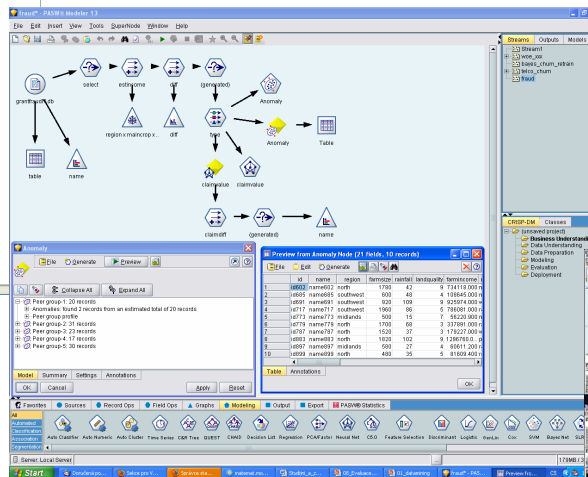 fraud* - PASW® Modeler 13
File Edit Insert View Tools SuperNode Window Help
Streams Outputs Models
Stream1
bayes_churn_retrain
telco_churn
fraud
select estincome diff (generated)
Anomaly
region x maincrop x... diff type
Anomaly Table
table name
claimvalue claimvalue
claimdiff (generated) name
CRISP-DM Classes
(unsaved project)
Business Understandi
Data Understanding
Data Preparation
Modeling
Evaluation
Deployment
Anomaly
File Generate Preview
Collapse All Expand All
Peer group-1: 20 records
Anomalies: found 2 records from an estimated total of 20 records
Peer group profile
Peer group-2: 31 records
Peer group-3: 23 records
Peer group-4: 17 records
Peer group-5: 30 records
Model Summary Settings Annotations
OK Cancel Apply Reset
Preview from Anomaly Node (21 fields, 10 records)
File Edit Generate
id name region farmsize rainfall landquality farmincome
1 id602 name602 north 1780 42 9 734118.000
2 id685 name685 southwest 600 48 4 108645.000
3 id691 name691 southwest 920 109 9 925974.000
4 id717 name717 southwest 1960 86 5 786081.000
5 id773 name773 midlands 500 15 7 56220.900
6 id768 name768 north 1700 68 3 337891.000
7 id787 name787 north 1520 37 3 179227.000
8 id883 name883 north 1820 102 9
9 id897 name897 midlands 580 27 4 60611.200
10 id899 name899 north 480 35 5 81609.400
Table Annotations
OK
Favorites Sources Record Ops Field Ops Graphs Modeling Output Export PASW® Statistics
All
Automated
Classification
Association
Segmentation
Auto Classifier Auto Numeric Auto Cluster Time Series C&R Tree QUEST CHAID Decision List Regression PCA/Factor Neural Net C5.0 Feature Selection Discriminant Logistic GenLin Cox SVM Bayes Net SLR
Server: Local Server
Start fraud* - PAS... Preview fro... CS